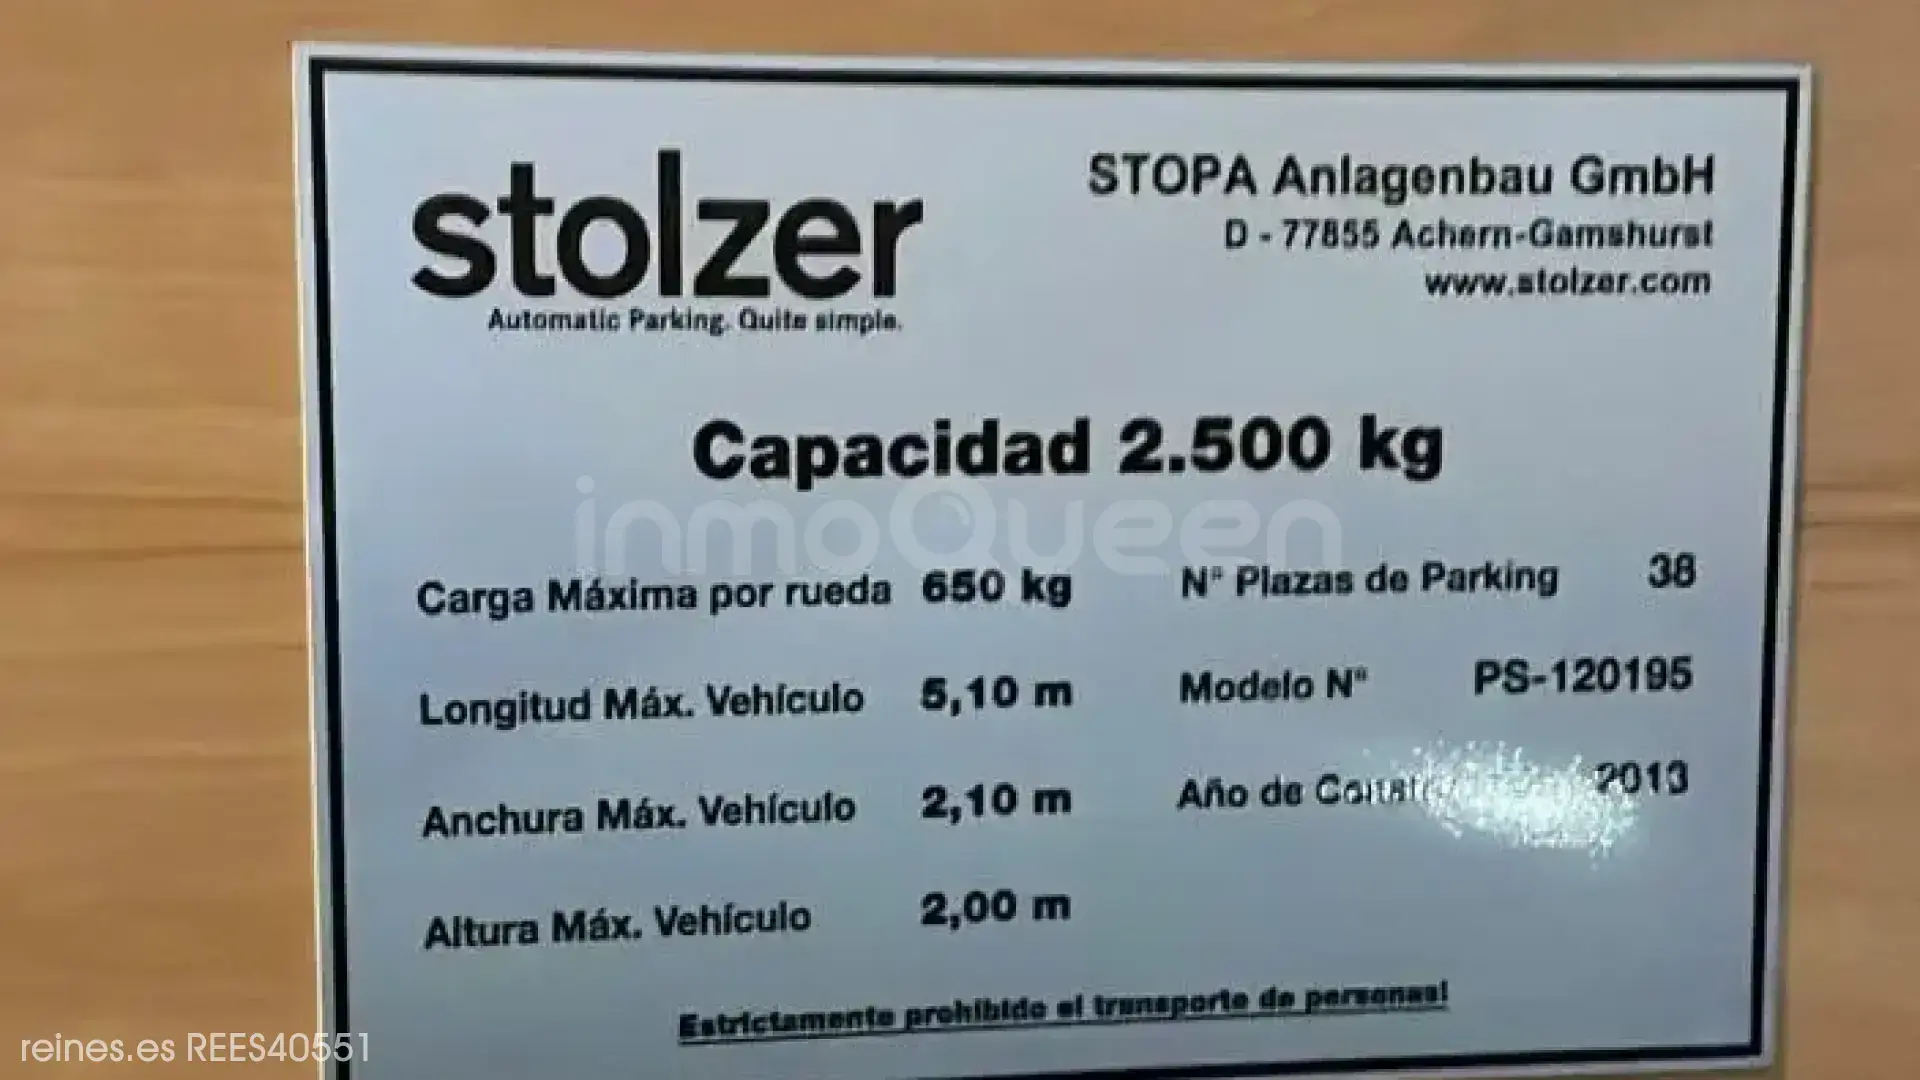 stolzer
Automatic Parking. Quite simple.
STOPA Anlagenbau GmbH
D - 77855 Achern-Gamshurst
www.stolzer.com
Capacidad 2.500 kg
inmoQueen
Carga Máxima por rueda 650 kg
Longitud Máx. Vehículo 5,10 m
Anchura Máx. Vehículo 2,10 m
Altura Máx. Vehículo 2,00 m
N° Plazas de Parking 38
Modelo N° PS-120195
Año de 2013
Estrictamente prohibido el transporte de personas!
reines.es REES40551